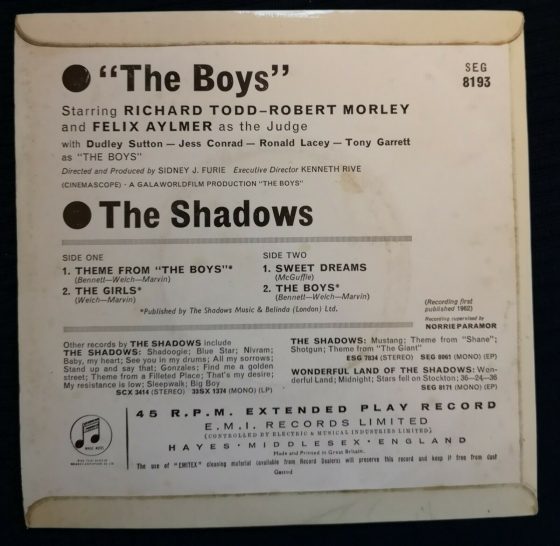 "The Boys"
SEG
8193
Starring RICHARD TODD–ROBERT MORLEY
and FELIX AYLMER as the Judge
with Dudley Sutton — Jess Conrad — Ronald Lacey — Tony Garrett
as "THE BOYS"
Directed and Produced by SIDNEY J. FURIE Executive Director KENNETH RIVE
(CINEMASCOPE) · A GALAWORLDFILM PRODUCTION "THE BOYS"
The Shadows
SIDE ONE
1. THEME FROM "THE BOYS"*
(Bennett—Welch—Marvin)
2. THE GIRLS*
(Welch—Marvin)
SIDE TWO
1. SWEET DREAMS
(McGuffie)
2. THE BOYS*
(Bennett—Welch—Marvin)
*Published by The Shadows Music & Belinda (London) Ltd.
(Recording first
published 1962)
Recording supervised by
NORRIE PARAMOR
Other records by THE SHADOWS include
THE SHADOWS: Shadoogie; Blue Star; Nivram;
Baby, my heart; See you in my drums; All my sorrows;
Stand up and say that; Gonzales; Find me a golden
street; Theme from a Filleted Place; That's my desire;
My resistance is low; Sleepwalk; Big Boy
SCX 3414 (STEREO) 33SX 1374 (MONO) (LP)
THE SHADOWS: Mustang; Theme from "Shane";
Shotgun; Theme from "The Giant"
ESG 7834 (STEREO) SEG 8061 (MONO) (EP)
WONDERFUL LAND OF THE SHADOWS: Won-
derful Land; Midnight; Stars fell on Stockton; 36—24—36
SEG 8171 (MONO) (EP)
45 R.P.M. EXTENDED PLAY RECORD
E.M.I. RECORDS LIMITED
(CONTROLLED BY ELECTRIC & MUSICAL INDUSTRIES LIMITED)
HAYES · MIDDLESEX · ENGLAND
Made and Printed in Great Britain.
The use of "EMITEX" cleaning material (available from Record Dealers) will preserve this record and keep it free from dust